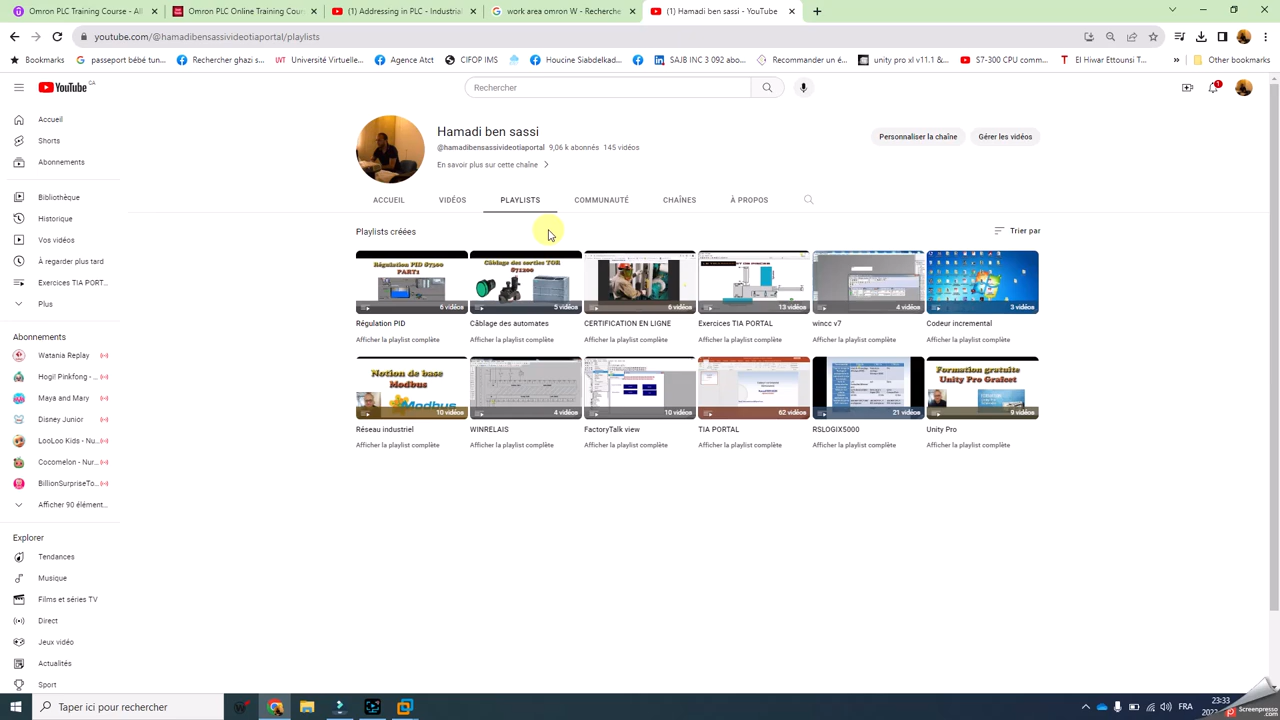 Omron PLC Training Course - All
Omron PLC Online Training Cour
(1) Addressing in PLC - Industrial
work area omron W - Recherche
(1) Hamadi ben sassi - YouTube
youtube.com/@hamadibensassivideotiaportal/playlists
Bookmarks
passeport bébé tun...
Rechercher ghazi s...
Université Virtuelle...
Agence Atct
CIFOP IMS
Houcine Siabdelkad...
SAJB INC 3 092 abo...
Recommander un é...
unity pro xl v11.1 &...
S7-300 CPU comm...
El Hiwar Ettounsi T...
Other bookmarks
YouTube CA
Rechercher
1
Accueil
Shorts
Abonnements
Bibliothèque
Historique
Vos vidéos
À regarder plus tard
Exercices TIA PORT...
Plus
Abonnements
Watania Replay
Hogi! Pinkfong - ...
Maya and Mary
Disney Junior
LooLoo Kids - Nu...
Cocomelon - Nur...
BillionSurpriseTo...
Afficher 90 élément...
Explorer
Tendances
Musique
Films et séries TV
Direct
Jeux vidéo
Actualités
Sport
Hamadi ben sassi
@hamadibensassivideotiaportal 9,06 k abonnés 145 vidéos
En savoir plus sur cette chaîne
Personnaliser la chaîne
Gérer les vidéos
ACCUEIL VIDÉOS PLAYLISTS COMMUNAUTÉ CHAÎNES À PROPOS
Playlists créées
Trier par
Régulation PID S7300
PART1
6 vidéos
Câblage des sorties TOR
S71200
5 vidéos
6 vidéos
13 vidéos
4 vidéos
3 vidéos
Régulation PID
Câblage des automates
CERTIFICATION EN LIGNE
Exercices TIA PORTAL
wincc v7
Codeur incremental
Afficher la playlist complète
Afficher la playlist complète
Afficher la playlist complète
Afficher la playlist complète
Afficher la playlist complète
Afficher la playlist complète
Notion de base
Modbus
Modbus
10 vidéos
4 vidéos
10 vidéos
62 vidéos
21 vidéos
Formation gratuite
Unity Pro Grafcet
9 vidéos
Réseau industriel
WINRELAIS
FactoryTalk view
TIA PORTAL
RSLOGIX5000
Unity Pro
Afficher la playlist complète
Afficher la playlist complète
Afficher la playlist complète
Afficher la playlist complète
Afficher la playlist complète
Afficher la playlist complète
Taper ici pour rechercher
FRA
23:33
Screenpresso
.com